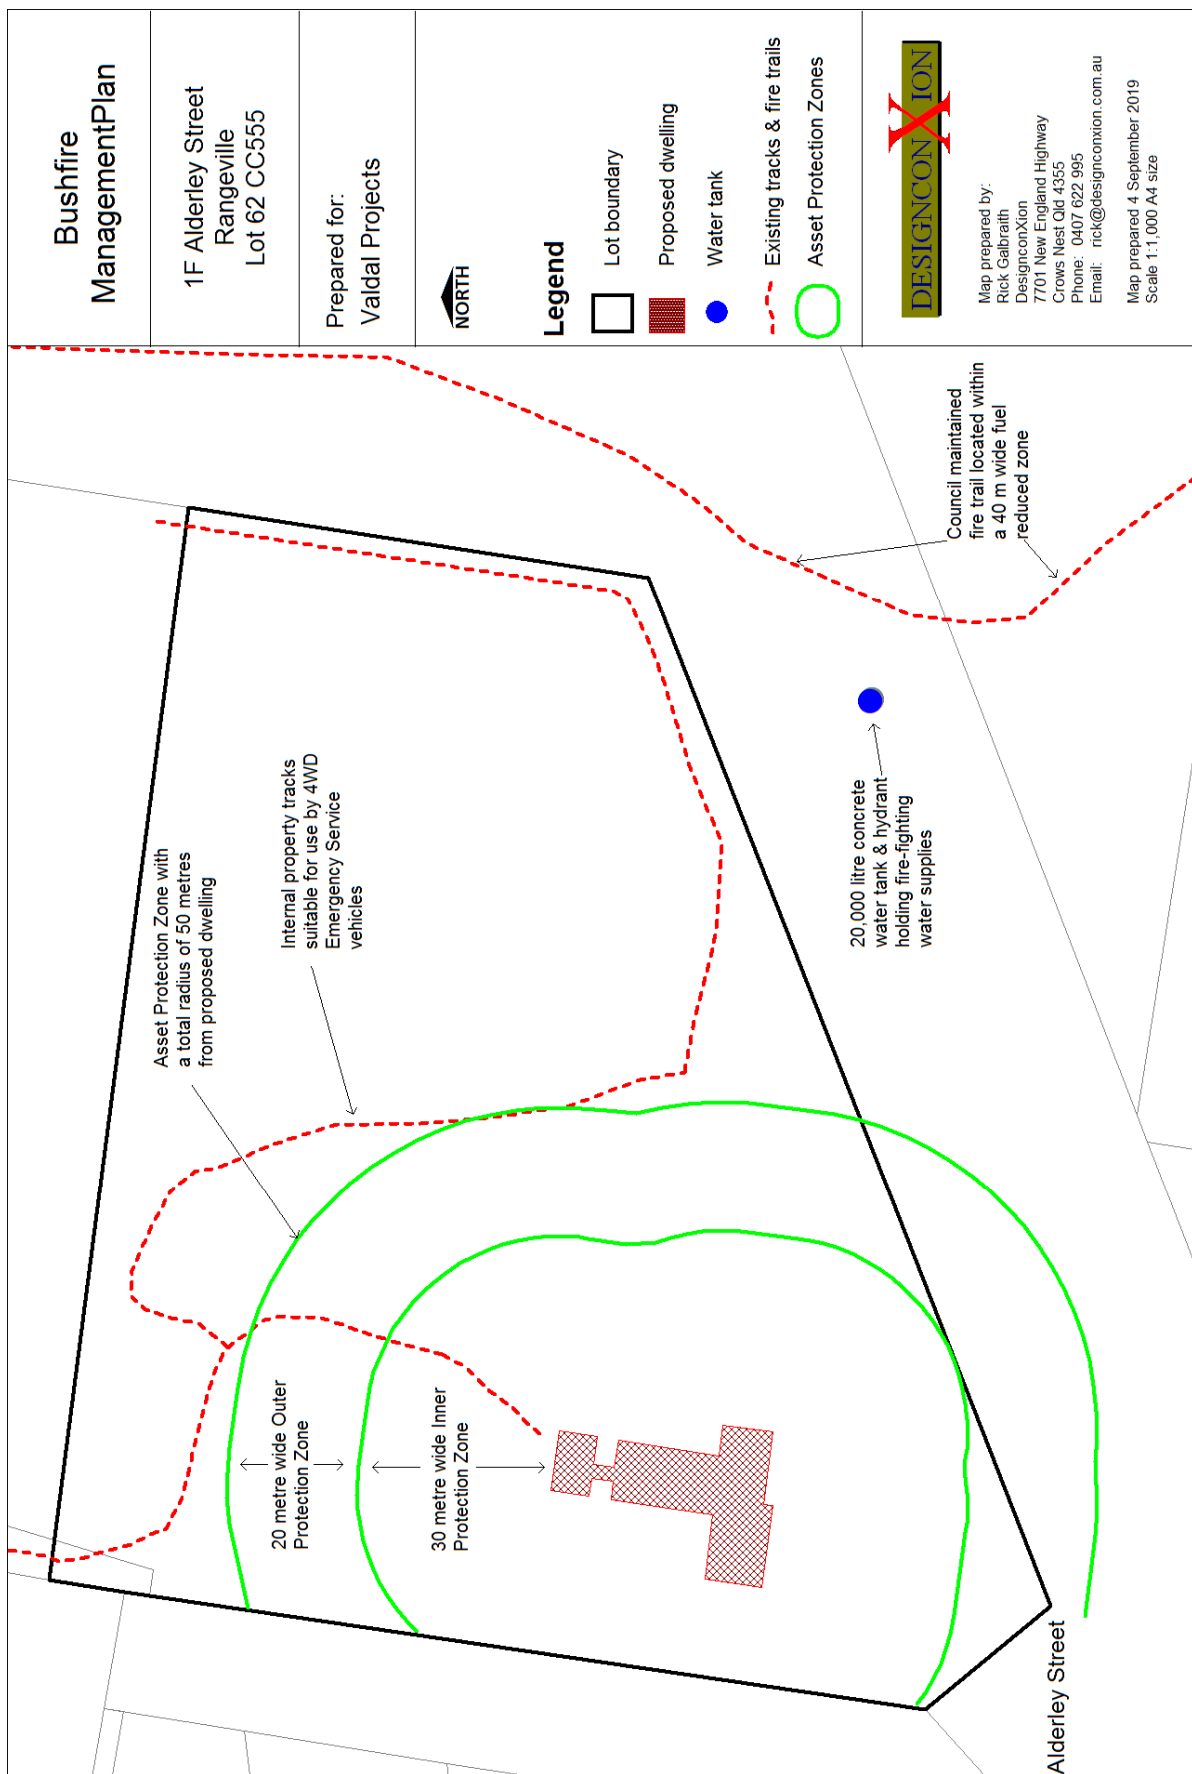 Bushfire
ManagementPlan
1F Alderley Street
Rangeville
Lot 62 CC555
Prepared for:
Valdal Projects
NORTH
Legend
Lot boundary
Proposed dwelling
Water tank
Existing tracks & fire trails
Asset Protection Zones
DESIGNCONXION
Map prepared by:
Rick Galbraith
DesignconXion
7701 New England Highway
Crows Nest Qld 4355
Phone: 0407 622 995
Email: rick@designconxion.com.au
Map prepared 4 September 2019
Scale 1:1,000 A4 size
Asset Protection Zone with
a total radius of 50 metres
from proposed dwelling
Internal property tracks
suitable for use by 4WD
Emergency Service
vehicles
20 metre wide Outer
Protection Zone
30 metre wide Inner
Protection Zone
20,000 litre concrete
water tank & hydrant
holding fire-fighting
water supplies
Council maintained
fire trail located within
a 40 m wide fuel
reduced zone
Alderley Street